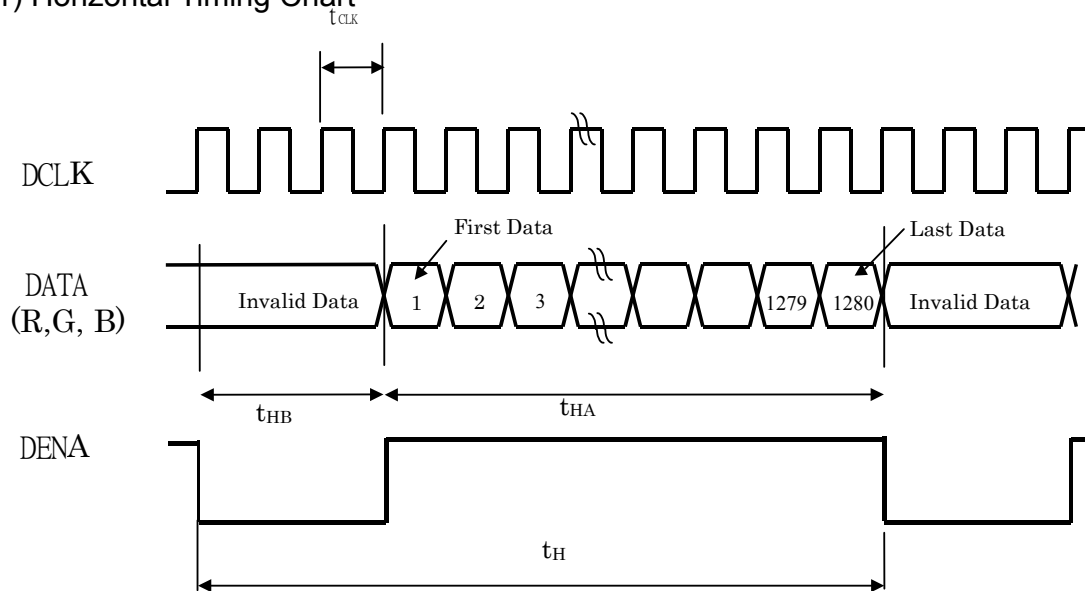 1) Horizontal Timing Chart
tCLK
DCLK
First Data
Last Data
DATA
(R,G, B)
Invalid Data
1
2
3
1279
1280
Invalid Data
tHB
tHA
DENA
tH